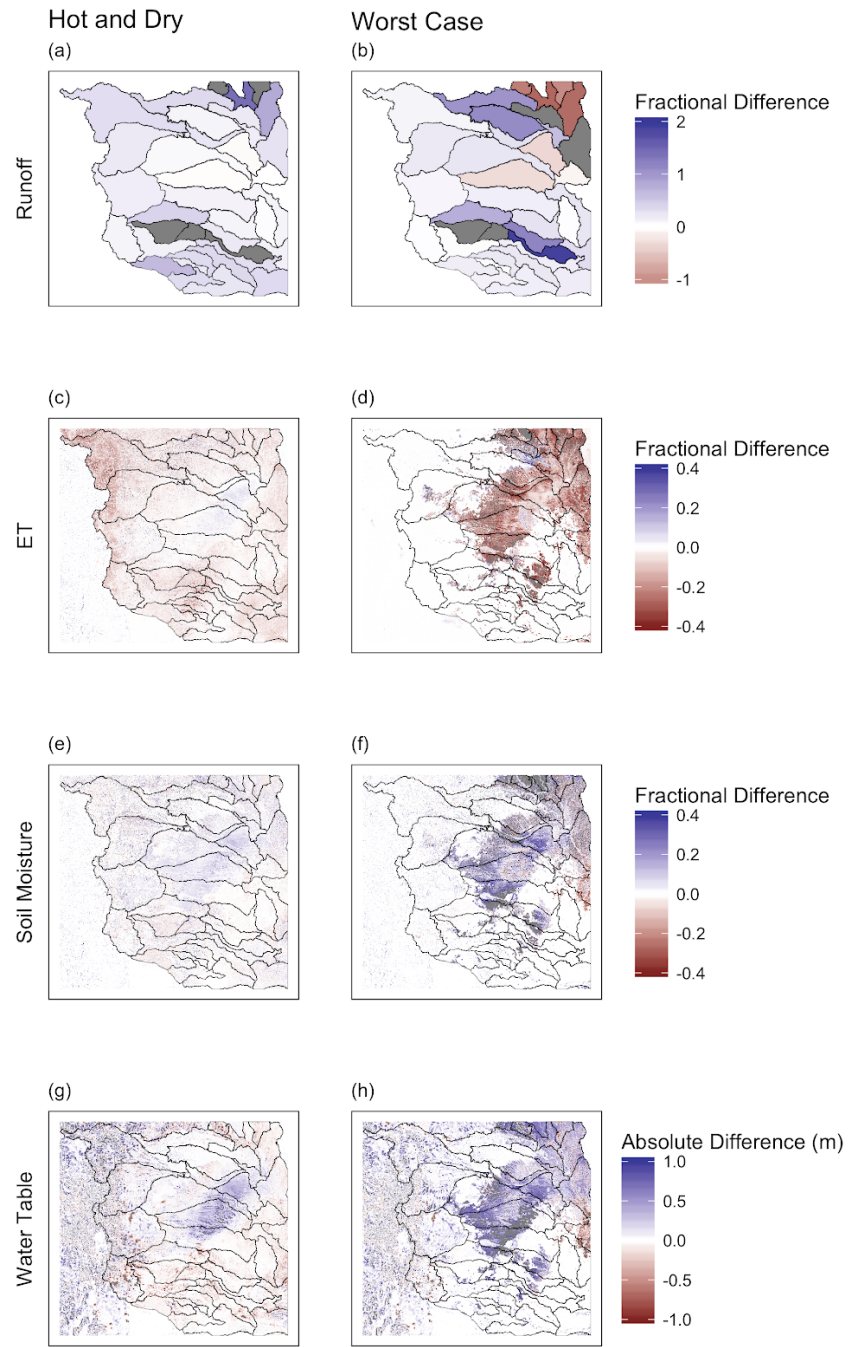 Hot and Dry
Worst Case
(a)
(b)
Runoff
Fractional Difference
2
1
0
-1
(c)
(d)
ET
Fractional Difference
0.4
0.2
0.0
-0.2
-0.4
(e)
(f)
Soil Moisture
Fractional Difference
0.4
0.2
0.0
-0.2
-0.4
(g)
(h)
Water Table
Absolute Difference (m)
1.0
0.5
0.0
-0.5
-1.0